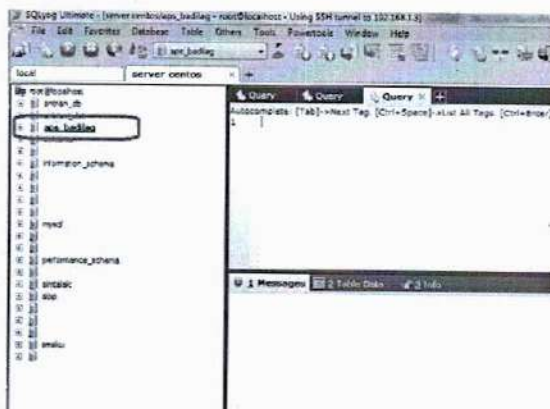 SQLyog Ultimate - [server centos/aps_badilag - root@localhost - Using SSH tunnel to 192.168.1.3]
File Edit Favorites Database Table Others Tools Powertools Window Help
aps_badilag
local
server centos
root@localhost
antrian_db
aps_badilag
information_schema
mysql
performance_schema
sintalak
Query
Query
Query
Autocomplete: [Tab]->Next Tag. [Ctrl+Space]->List All Tags. [Ctrl+Enter]
1
1 Messages
2 Table Data
3 Info